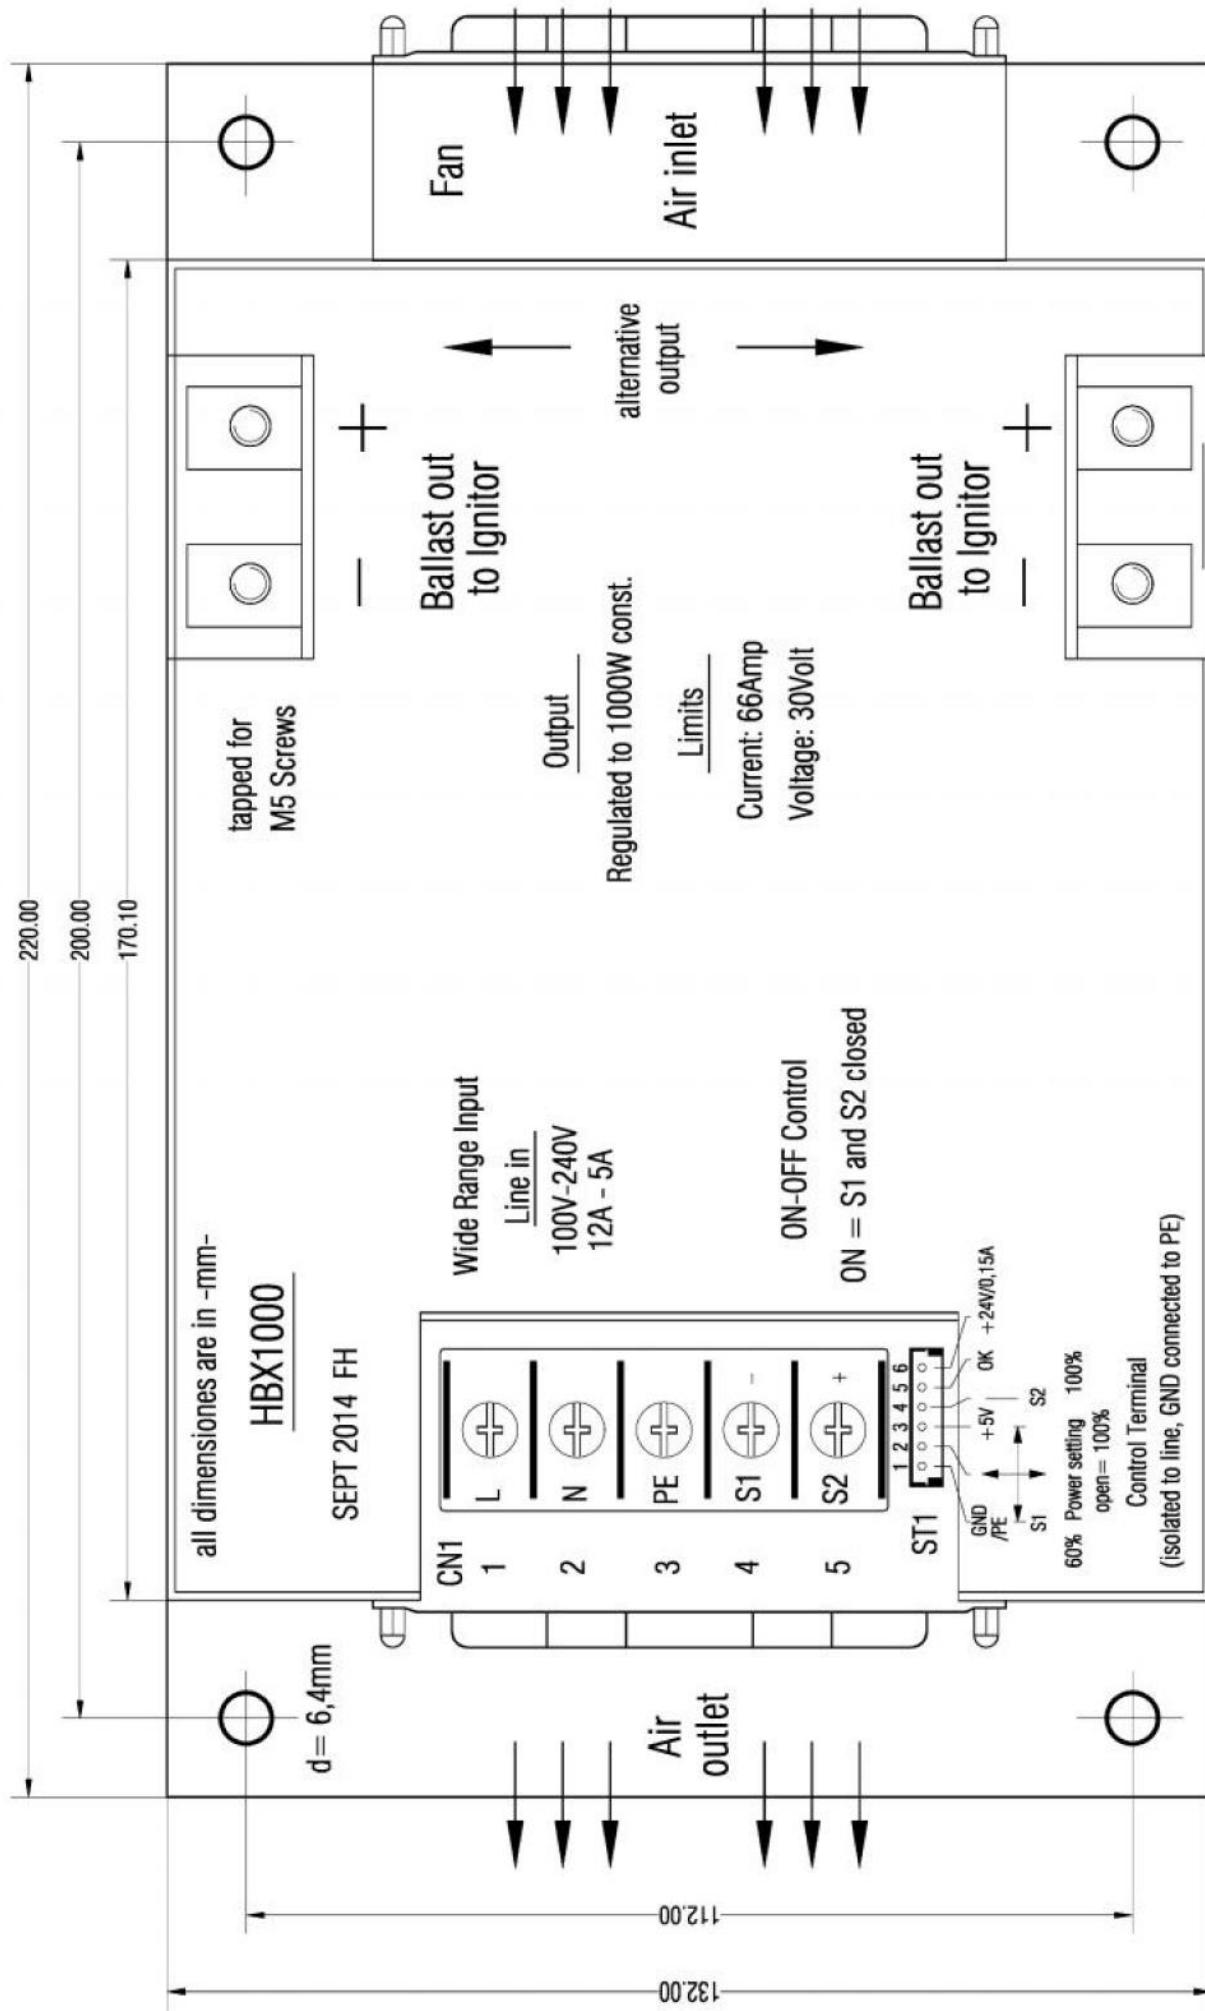 220.00
200.00
170.10
132.00
112.00
all dimensiones are in -mm-
HBX1000
SEPT 2014 FH
d= 6,4mm
tapped for
M5 Screws
Ballast out
to Ignitor
− +
Fan
Air inlet
alternative
output
Wide Range Input
Line in
100V-240V
12A - 5A
Output
Regulated to 1000W const.
Limits
Current: 66Amp
Voltage: 30Volt
ON-OFF Control
ON = S1 and S2 closed
Ballast out
to Ignitor
− +
Air
outlet
CN1
1 L
2 N
3 PE
4 S1 -
5 S2 +
ST1
1 2 3 4 5 6
GND
/PE
+5V
OK
+24V/0,15A
S1
S2
60% Power setting 100%
open= 100%
Control Terminal
(isolated to line, GND connected to PE)